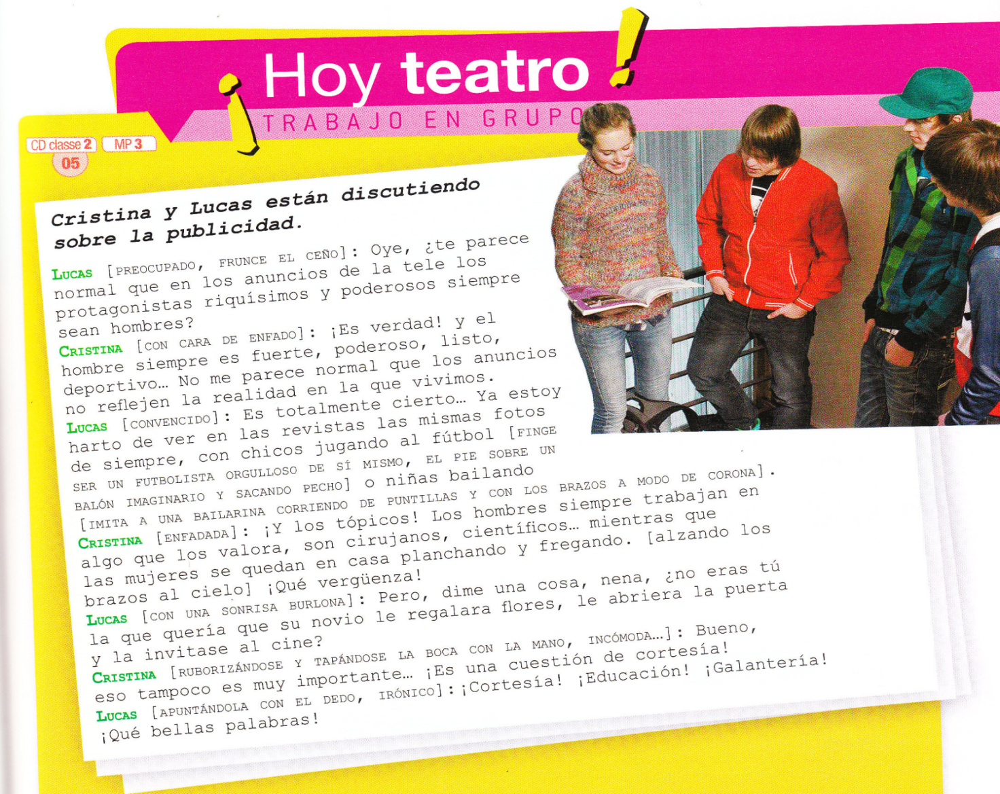 ¡Hoy teatro!
TRABAJO EN GRUPO
CD classe 2 MP 3
05
Cristina y Lucas están discutiendo
sobre la publicidad.
LUCAS [PREOCUPADO, FRUNCE EL CEÑO]: Oye, ¿te parece
normal que en los anuncios de la tele los
protagonistas riquísimos y poderosos siempre
sean hombres?
CRISTINA [CON CARA DE ENFADO]: ¡Es verdad! y el
hombre siempre es fuerte, poderoso, listo,
deportivo… No me parece normal que los anuncios
no reflejen la realidad en la que vivimos.
LUCAS [CONVENCIDO]: Es totalmente cierto… Ya estoy
harto de ver en las revistas las mismas fotos
de siempre, con chicos jugando al fútbol [FINGE
SER UN FUTBOLISTA ORGULLOSO DE SÍ MISMO, EL PIE SOBRE UN
BALÓN IMAGINARIO Y SACANDO PECHO] o niñas bailando
[IMITA A UNA BAILARINA CORRIENDO DE PUNTILLAS Y CON LOS BRAZOS A MODO DE CORONA].
CRISTINA [ENFADADA]: ¡Y los tópicos! Los hombres siempre trabajan en
algo que los valora, son cirujanos, científicos… mientras que
las mujeres se quedan en casa planchando y fregando. [alzando los
brazos al cielo] ¡Qué vergüenza!
LUCAS [CON UNA SONRISA BURLONA]: Pero, dime una cosa, nena, ¿no eras tú
la que quería que su novio le regalara flores, le abriera la puerta
y la invitase al cine?
CRISTINA [RUBORIZÁNDOSE Y TAPÁNDOSE LA BOCA CON LA MANO, INCÓMODA…]: Bueno,
eso tampoco es muy importante… ¡Es una cuestión de cortesía!
LUCAS [APUNTÁNDOLA CON EL DEDO, IRÓNICO]: ¡Cortesía! ¡Educación! ¡Galantería!
¡Qué bellas palabras!